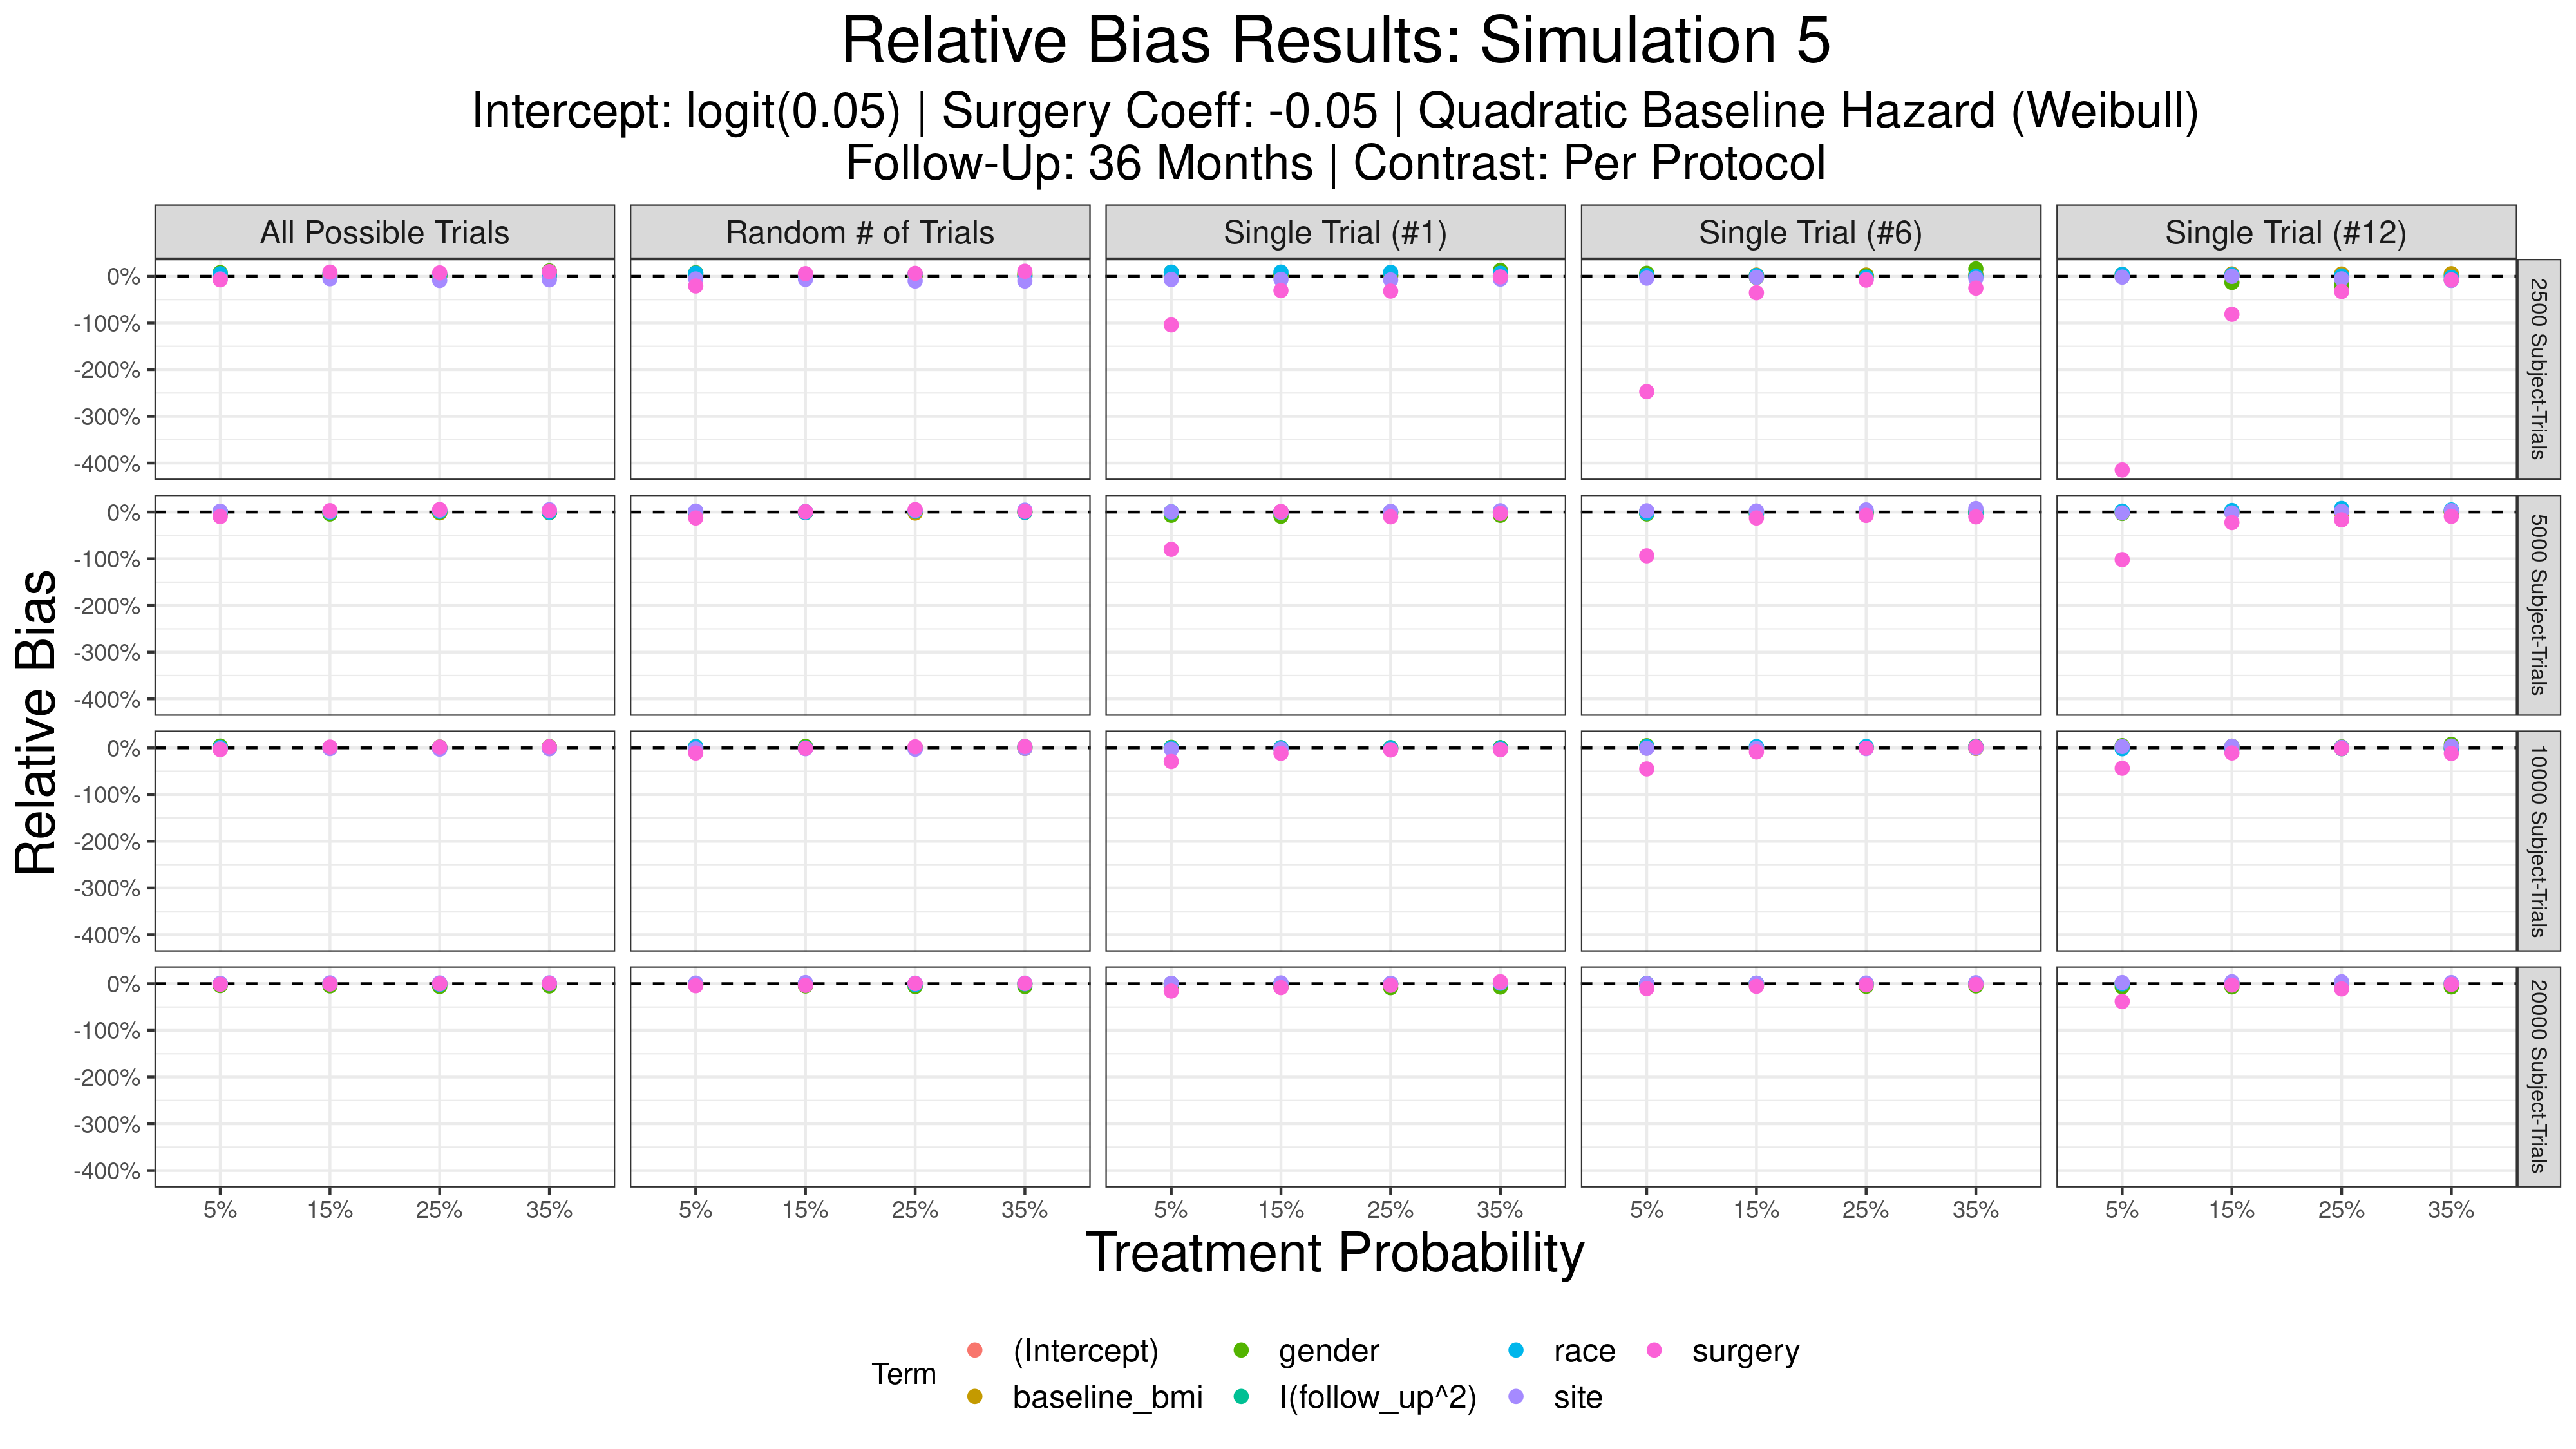 Relative Bias Results: Simulation 5
Intercept: logit(0.05) | Surgery Coeff: -0.05 | Quadratic Baseline Hazard (Weibull)
Follow-Up: 36 Months | Contrast: Per Protocol
All Possible Trials
Random # of Trials
Single Trial (#1)
Single Trial (#6)
Single Trial (#12)
0%
-100%
-200%
-300%
-400%
2500 Subject-Trials
0%
-100%
-200%
-300%
-400%
5000 Subject-Trials
0%
-100%
-200%
-300%
-400%
10000 Subject-Trials
0%
-100%
-200%
-300%
-400%
20000 Subject-Trials
Relative Bias
5% 15% 25% 35%
5% 15% 25% 35%
5% 15% 25% 35%
5% 15% 25% 35%
5% 15% 25% 35%
Treatment Probability
Term
(Intercept)
baseline_bmi
gender
I(follow_up^2)
race
site
surgery